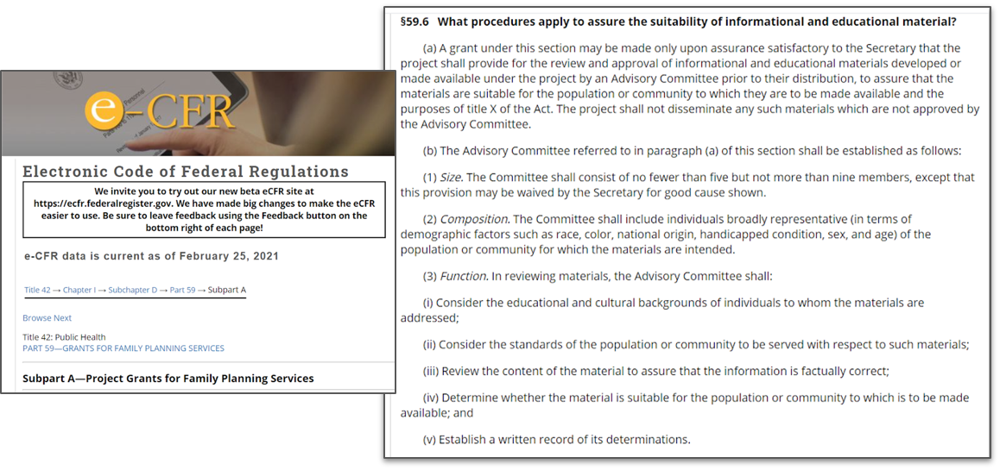 e-CFR
Electronic Code of Federal Regulations
We invite you to try out our new beta eCFR site at
https://ecfr.federalregister.gov. We have made big changes to make the eCFR
easier to use. Be sure to leave feedback using the Feedback button on the
bottom right of each page!
e-CFR data is current as of February 25, 2021
Title 42 → Chapter I → Subchapter D → Part 59 → Subpart A
Browse Next
Title 42: Public Health
PART 59—GRANTS FOR FAMILY PLANNING SERVICES
Subpart A—Project Grants for Family Planning Services
§59.6 What procedures apply to assure the suitability of informational and educational material?
(a) A grant under this section may be made only upon assurance satisfactory to the Secretary that the
project shall provide for the review and approval of informational and educational materials developed or
made available under the project by an Advisory Committee prior to their distribution, to assure that the
materials are suitable for the population or community to which they are to be made available and the
purposes of title X of the Act. The project shall not disseminate any such materials which are not approved by
the Advisory Committee.
(b) The Advisory Committee referred to in paragraph (a) of this section shall be established as follows:
(1) Size. The Committee shall consist of no fewer than five but not more than nine members, except that
this provision may be waived by the Secretary for good cause shown.
(2) Composition. The Committee shall include individuals broadly representative (in terms of
demographic factors such as race, color, national origin, handicapped condition, sex, and age) of the
population or community for which the materials are intended.
(3) Function. In reviewing materials, the Advisory Committee shall:
(i) Consider the educational and cultural backgrounds of individuals to whom the materials are
addressed;
(ii) Consider the standards of the population or community to be served with respect to such materials;
(iii) Review the content of the material to assure that the information is factually correct;
(iv) Determine whether the material is suitable for the population or community to which is to be made
available; and
(v) Establish a written record of its determinations.